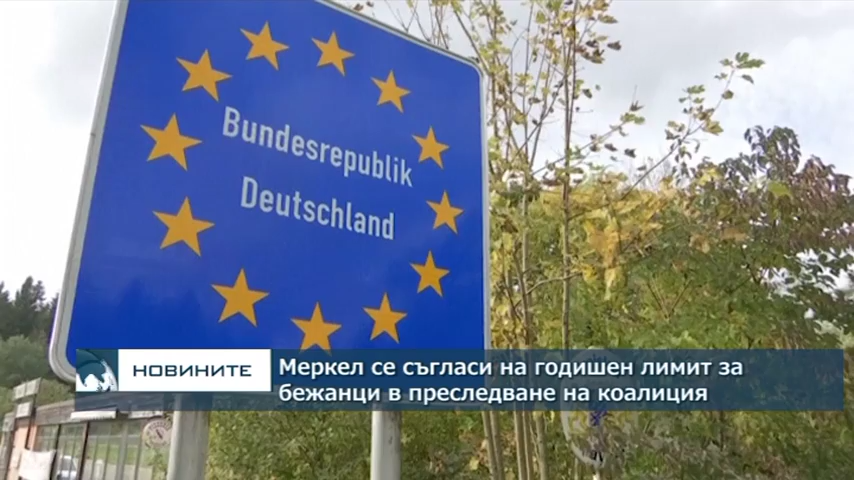 Bundesrepublik
Deutschland
НОВИНИТЕ
Меркел се съгласи на годишен лимит за
бежанци в преследване на коалиция